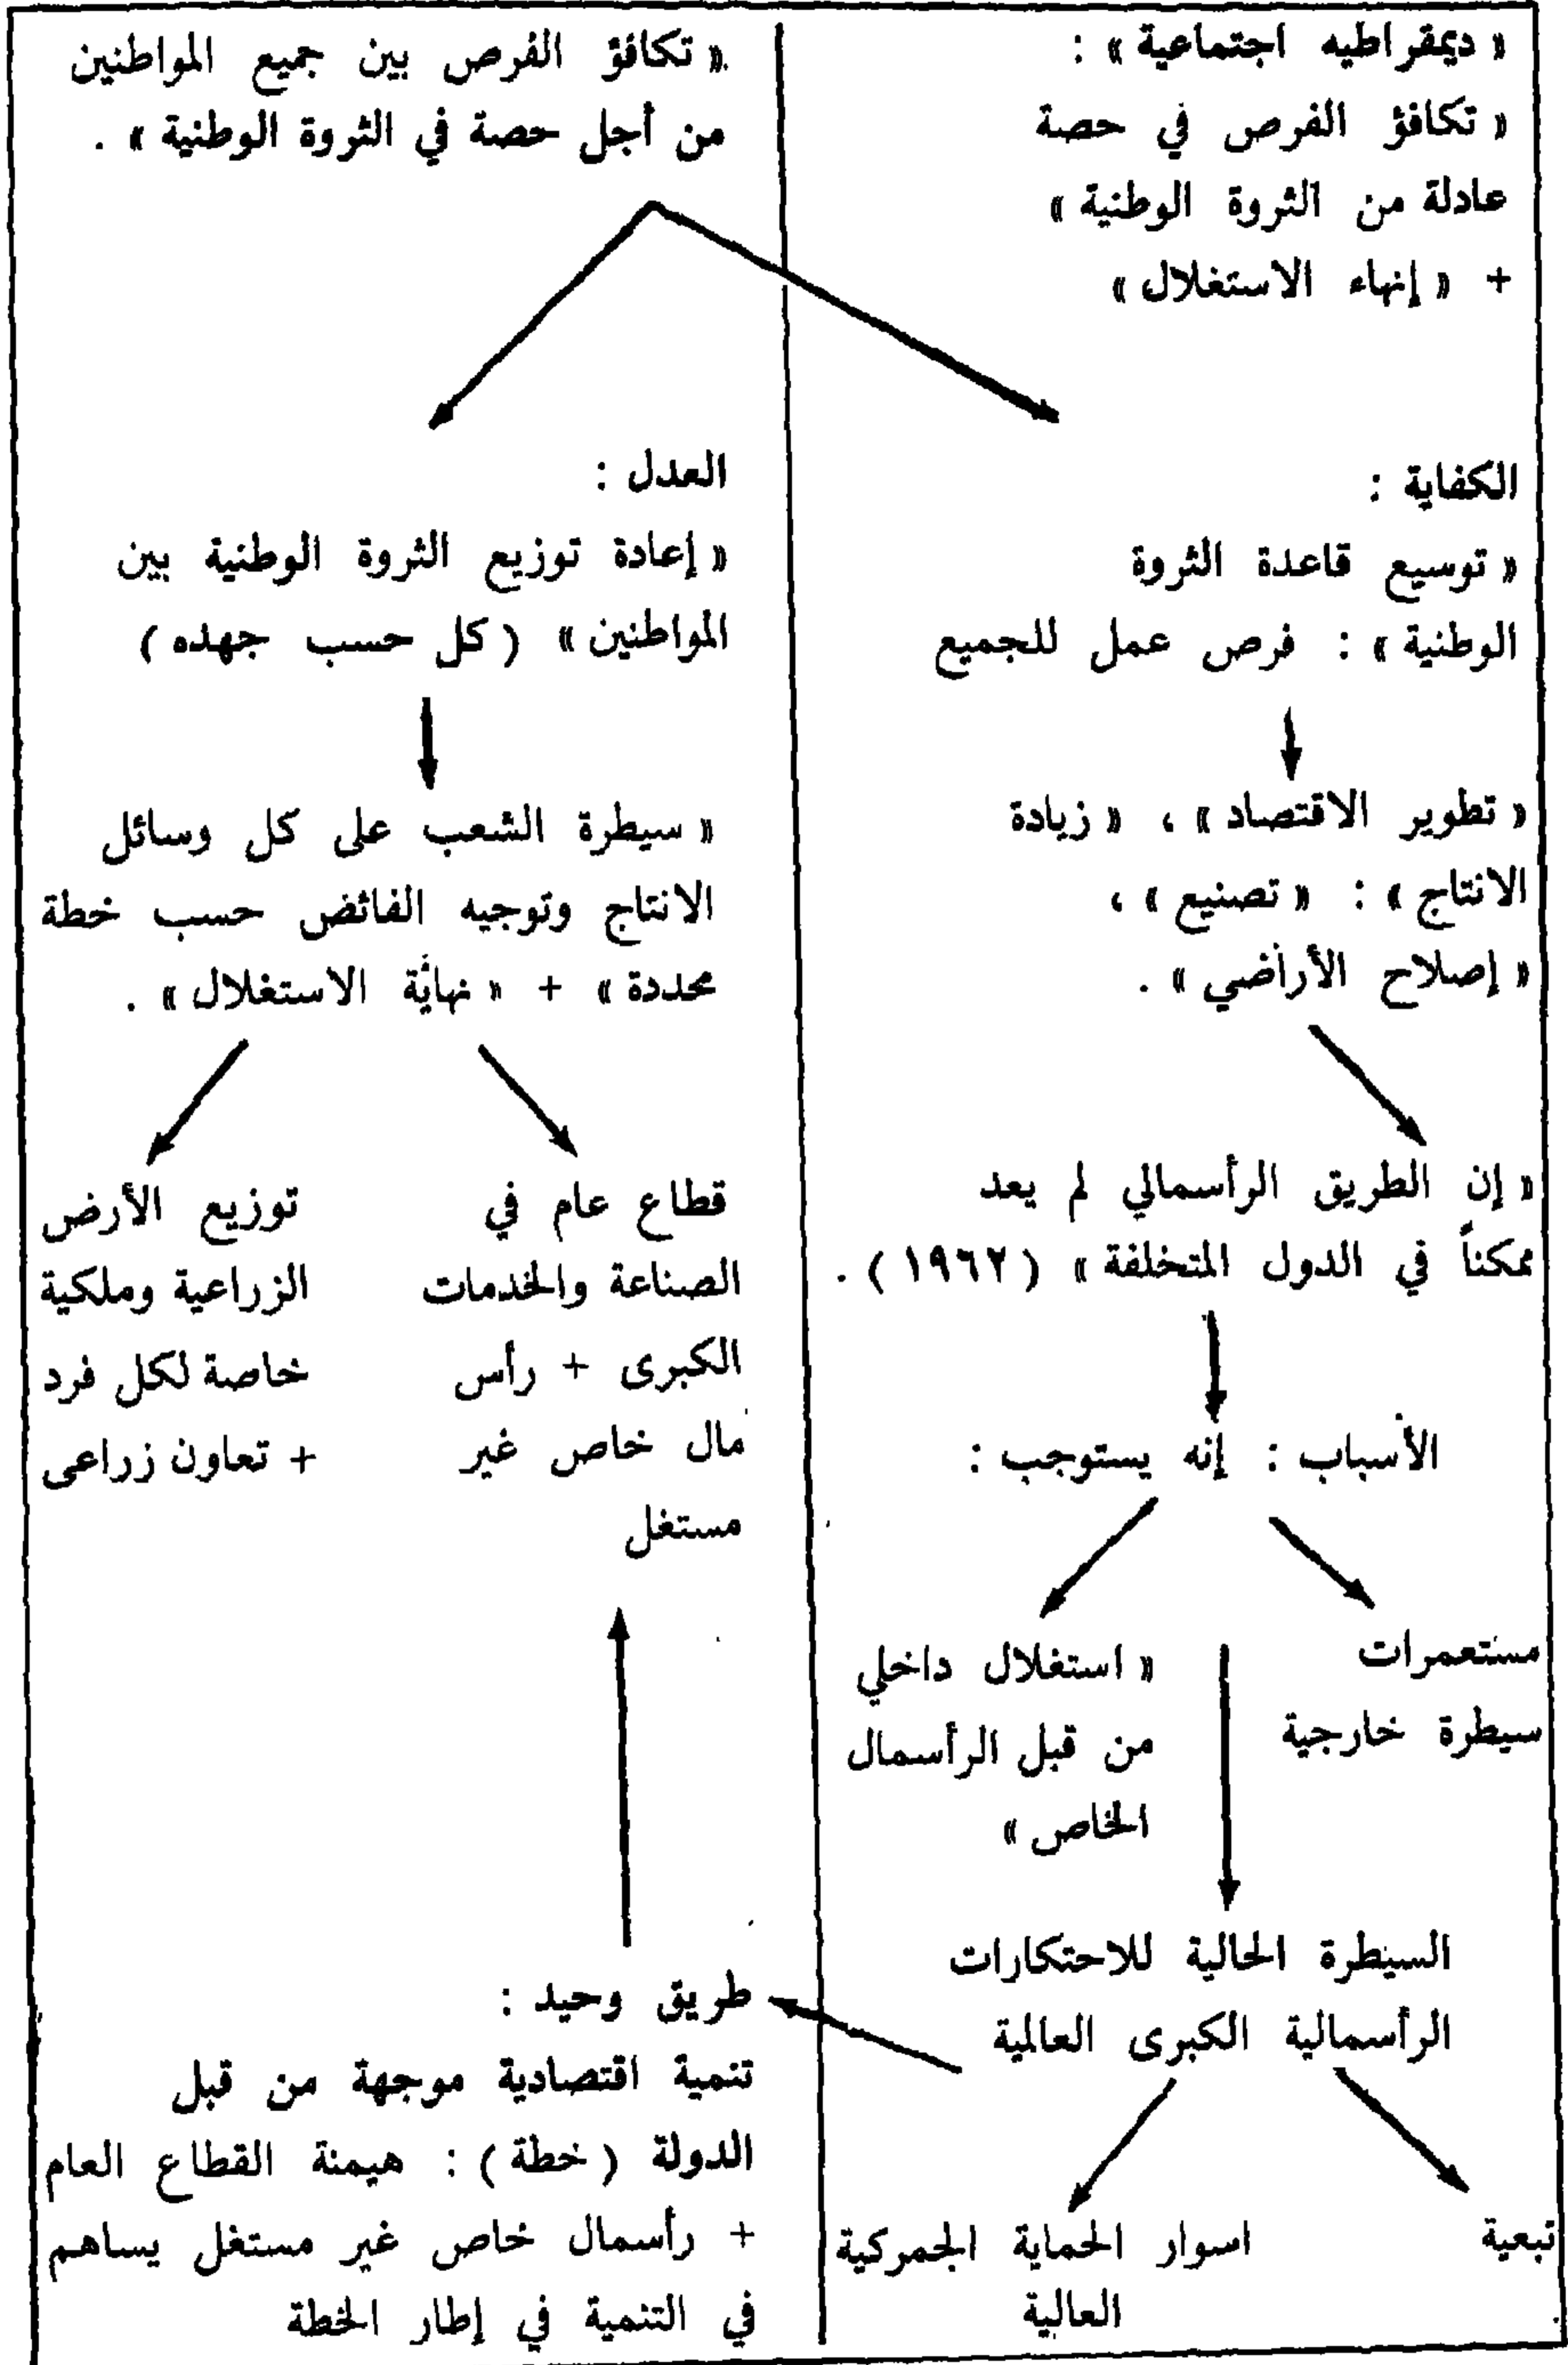 « ديمقراطيه اجتماعية » :
« تكافؤ الفرص في حصة
عادلة من الثروة الوطنية »
+ « إنهاء الاستغلال »
« تكافؤ الفرص بين جميع المواطنين
من أجل حصة في الثروة الوطنية » .
الكفاية :
« توسيع قاعدة الثروة
الوطنية » : فرص عمل للجميع
« تطوير الاقتصاد » ، « زيادة
الانتاج » : « تصنيع » ،
« إصلاح الأراضي » .
« إن الطريق الرأسمالي لم يعد
ممكناً في الدول المتخلفة » (١٩٦٢) .
الأسباب : إنه يستوجب :
مستعمرات
سيطرة خارجية
« استغلال داخلي
من قبل الرأسمال
الخاص »
السيطرة الحالية للاحتكارات
الرأسمالية الكبرى العالمية
تبعية
اسوار الحماية الجمركية
العالية
العدل :
« إعادة توزيع الثروة الوطنية بين
المواطنين » (كل حسب جهده)
« سيطرة الشعب على كل وسائل
الانتاج وتوجيه الفائض حسب خطة
محددة » + « نهاية الاستغلال » .
قطاع عام في
الصناعة والخدمات
الكبرى + رأس
مال خاص غير
مستغل
توزيع الأرض
الزراعية وملكية
خاصة لكل فرد
+ تعاون زراعى
طريق وحيد :
تنمية اقتصادية موجهة من قبل
الدولة (خطة) : هيمنة القطاع العام
+ رأسمال خاص غير مستغل يساهم
في التنمية في إطار الخطة